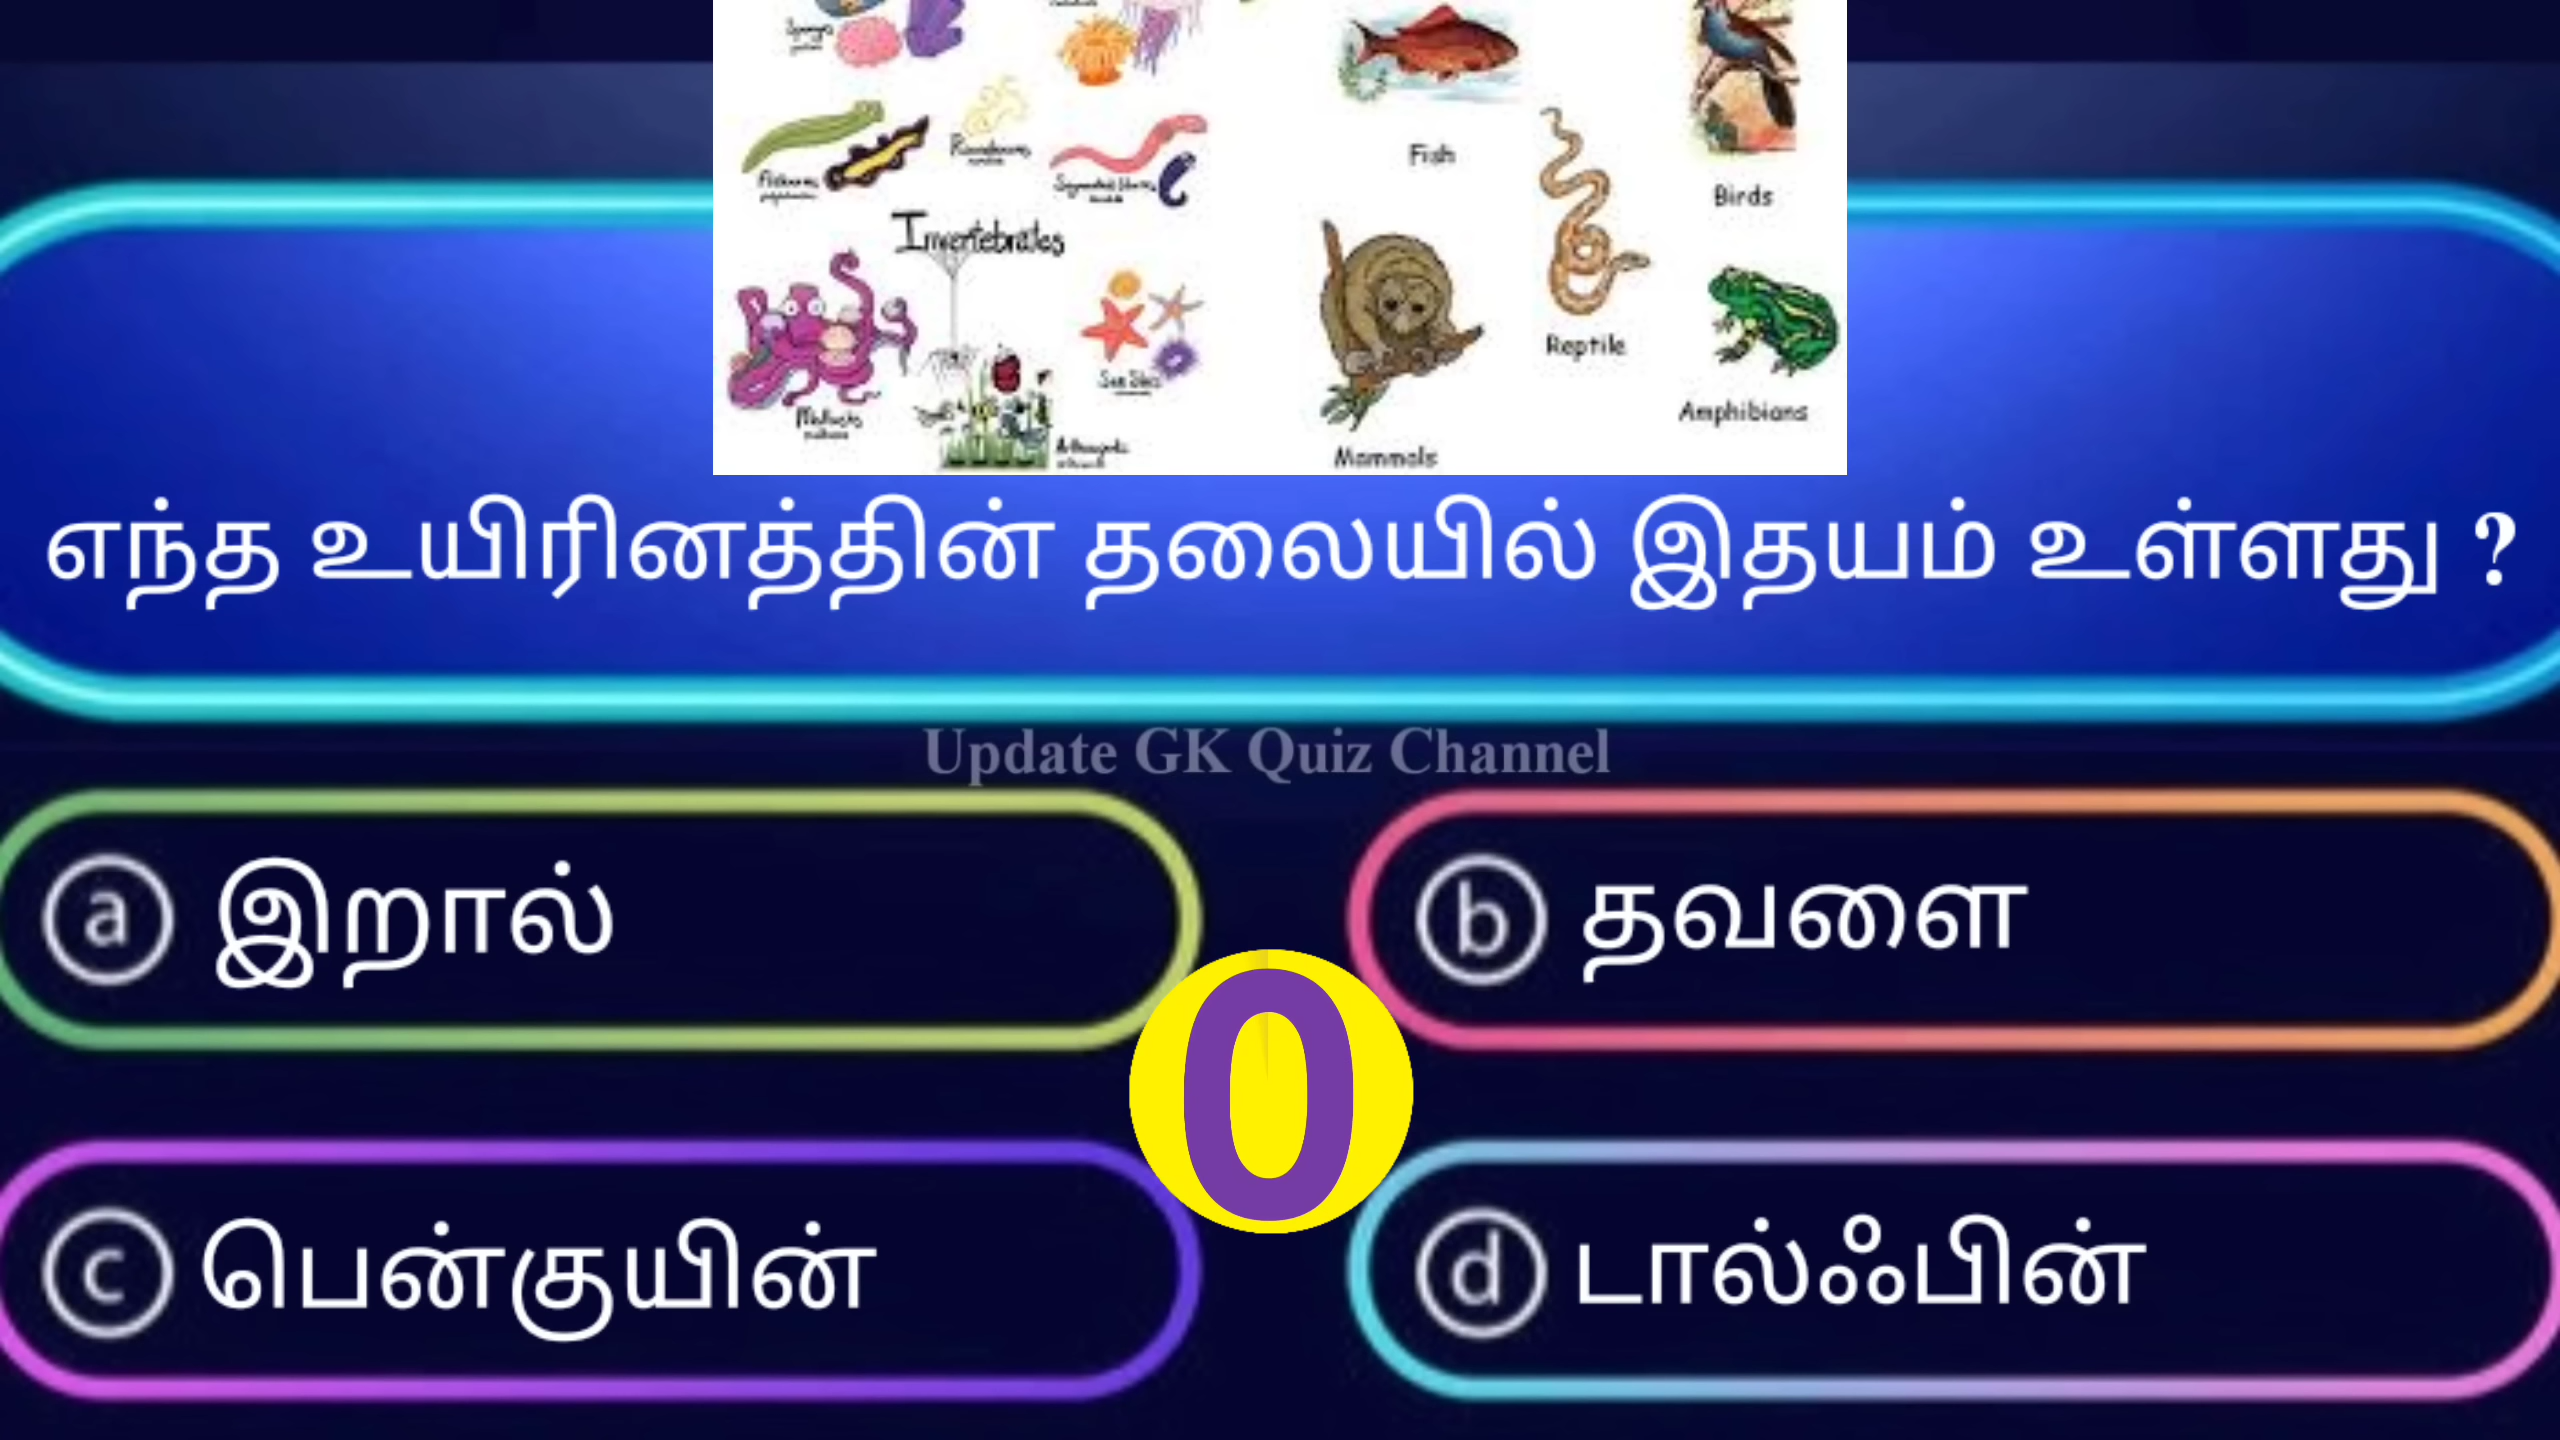 Fish
Birds
Invertebrates
Reptile
Amphibians
Mammals
எந்த உயிரினத்தின் தலையில் இதயம் உள்ளது ?
Update GK Quiz Channel
a இறால்
b தவளை
0
c பென்குயின்
d டால்ஃபின்